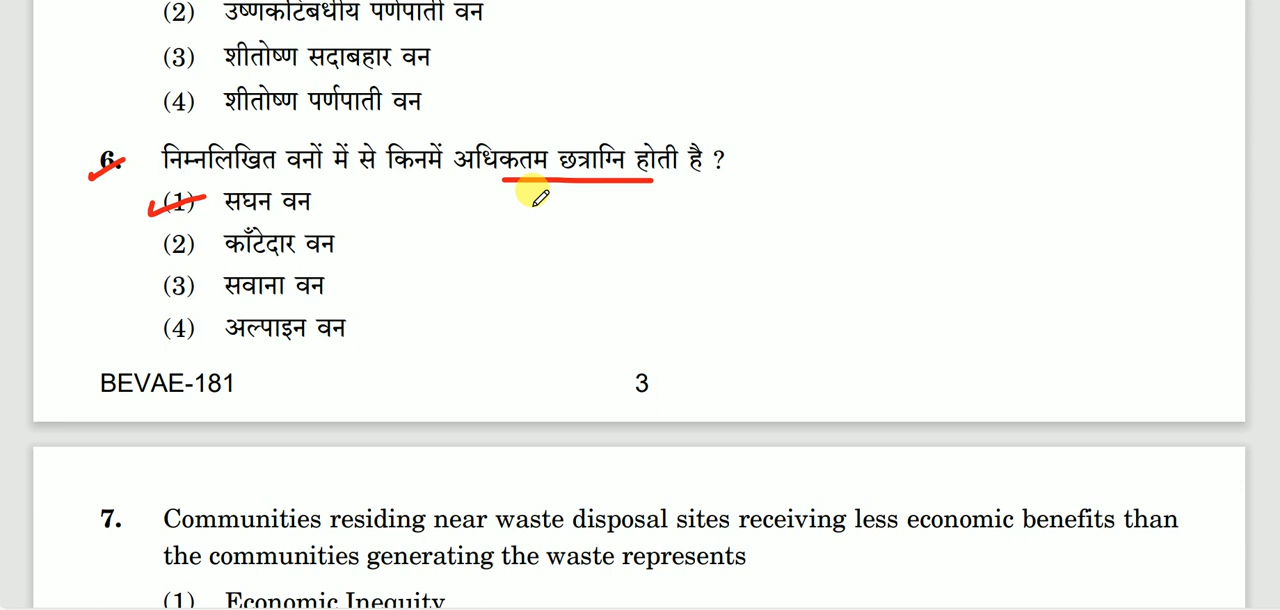 (2) उष्णकटिबंधीय पर्णपाती वन
(3) शीतोष्ण सदाबहार वन
(4) शीतोष्ण पर्णपाती वन
6. निम्नलिखित वनों में से किनमें अधिकतम छत्राग्नि होती है ?
(1) सघन वन
(2) काँटेदार वन
(3) सवाना वन
(4) अल्पाइन वन
BEVAE-181 3
7. Communities residing near waste disposal sites receiving less economic benefits than
the communities generating the waste represents
(1) Economic Inequity